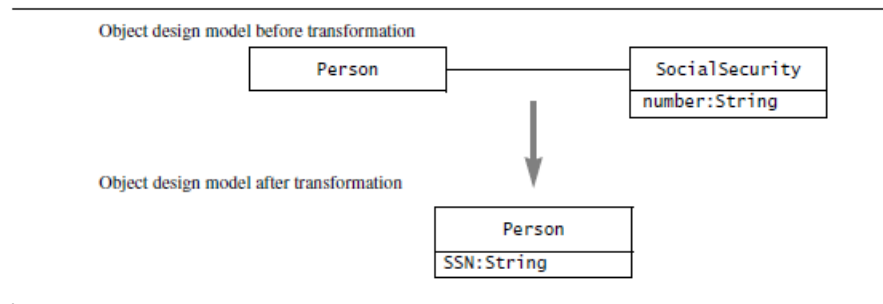 Object design model before transformation
Person
SocialSecurity
number:String
Object design model after transformation
Person
SSN:String